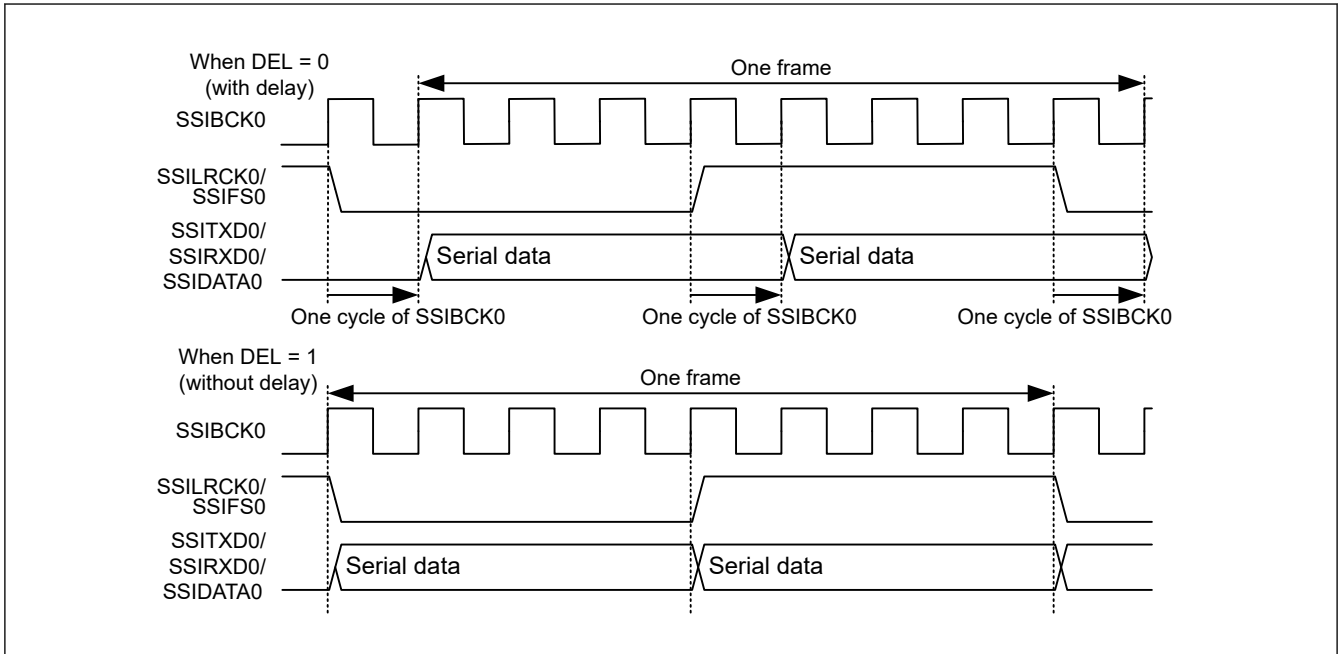 When DEL = 0
(with delay)
One frame
SSIBCK0
SSILRCK0/
SSIFS0
SSITXD0/
SSIRXD0/
SSIDATA0
Serial data
Serial data
One cycle of SSIBCK0
One cycle of SSIBCK0
One cycle of SSIBCK0
When DEL = 1
(without delay)
One frame
SSIBCK0
SSILRCK0/
SSIFS0
SSITXD0/
SSIRXD0/
SSIDATA0
Serial data
Serial data